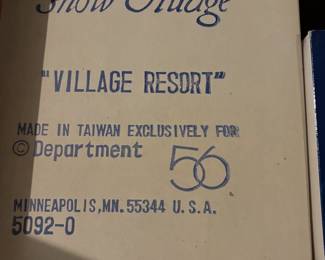 Snow Village
"VILLAGE RESORT"
MADE IN TAIWAN EXCLUSIVELY FOR
© Department 56
MINNEAPOLIS, MN. 55344 U. S. A.
5092-0